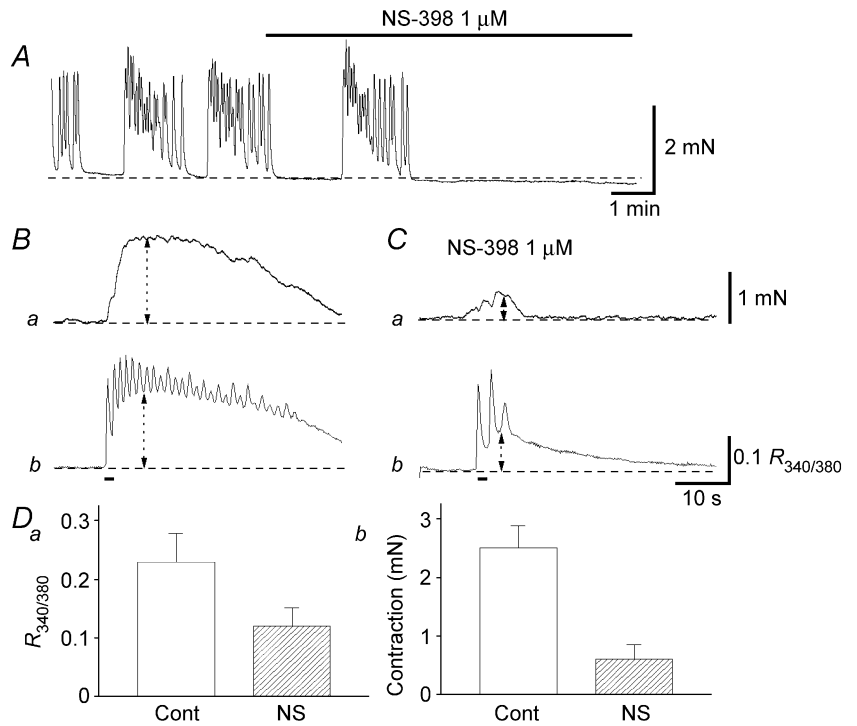 NS-398 1 µM
A
2 mN
1 min
B
C
NS-398 1 µM
a
a
1 mN
b
b
0.1 R340/380
10 s
D
a
b
0.3
0.2
0.1
0
R340/380
Cont
NS
3
2
1
0
Contraction (mN)
Cont
NS